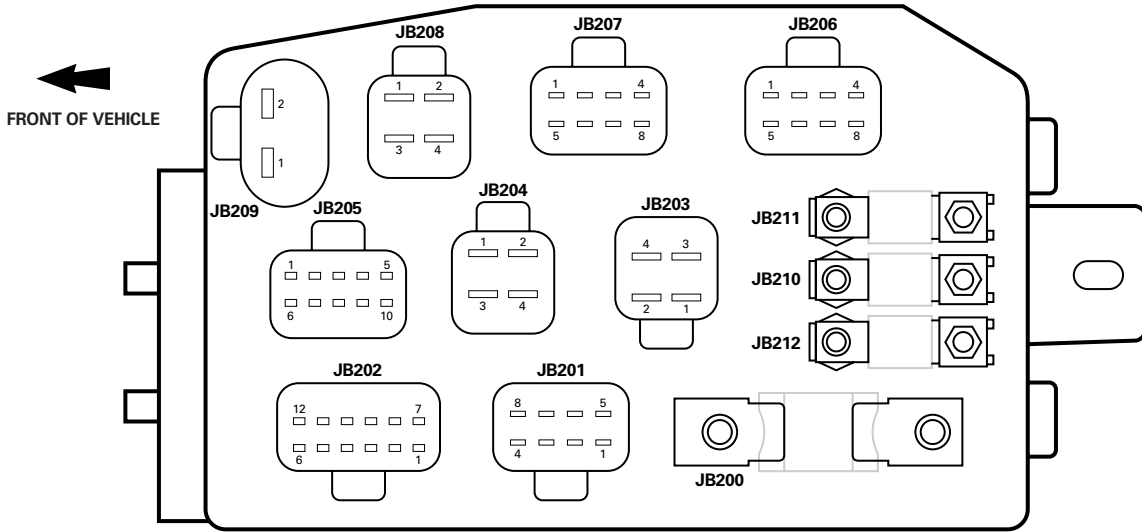 JB207
JB206
JB208
1 4
1 4
1 2
2
FRONT OF VEHICLE
5 8
5 8
3 4
1
JB204
JB203
JB209
JB205
JB211
1 2
4 3
1 5
JB210
3 4
2 1
6 10
JB212
JB202
JB201
12 7
8 5
6 1
4 1
JB200